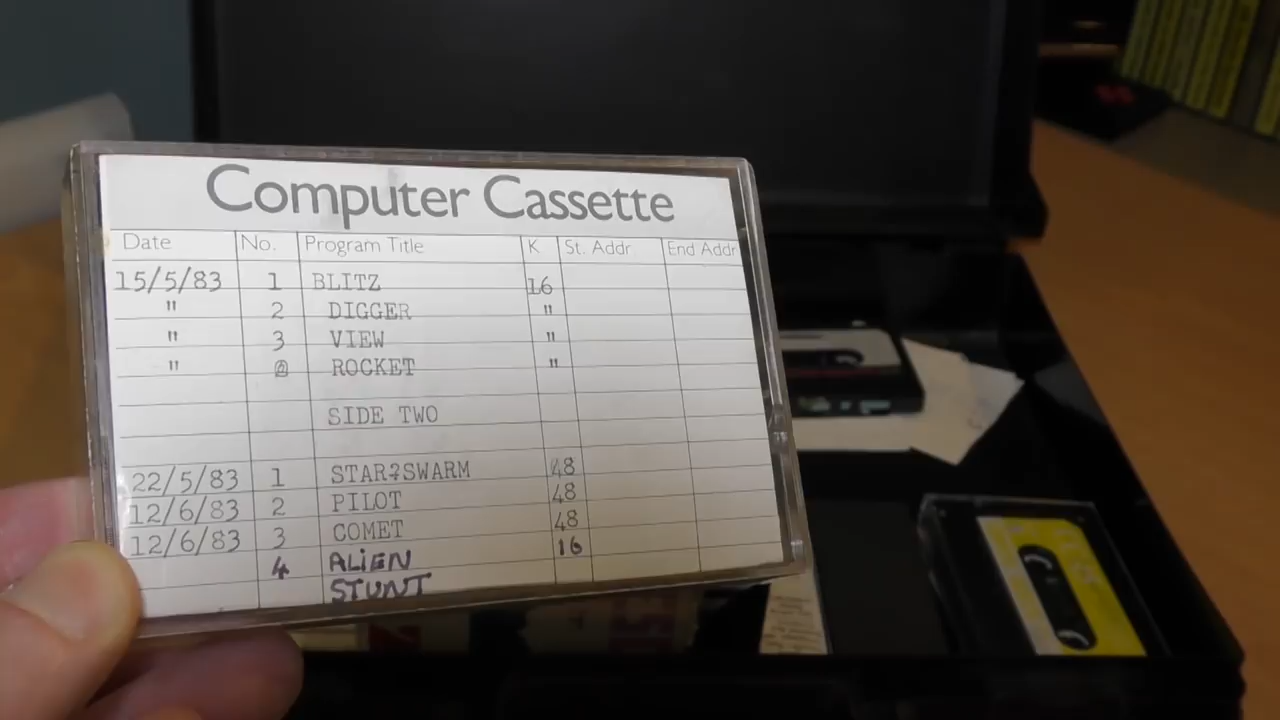 Computer Cassette
Date No. Program Title K St. Addr End Addr
15/5/83 1 BLITZ 16
" 2 DIGGER "
" 3 VIEW "
" @ ROCKET "
SIDE TWO
22/5/83 1 STAR?SWARM 48
12/6/83 2 PILOT 48
12/6/83 3 COMET 48
4 ALiEN 16
STUNT